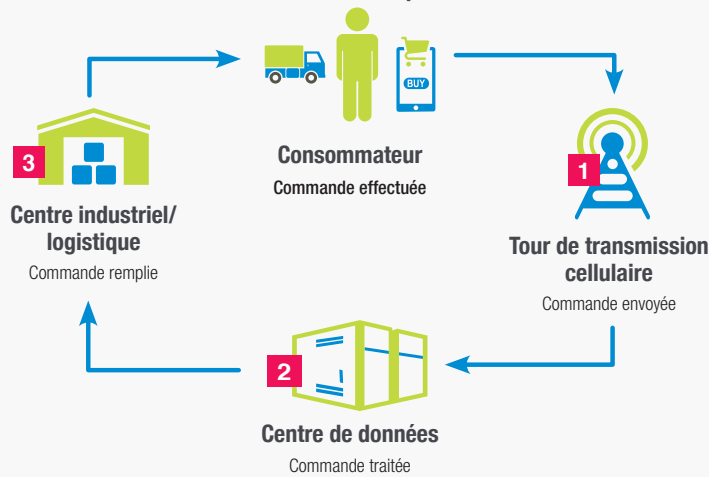 BUY
Consommateur
Commande effectuée
1
Tour de transmission
cellulaire
Commande envoyée
2
Centre de données
Commande traitée
3
Centre industriel/
logistique
Commande remplie